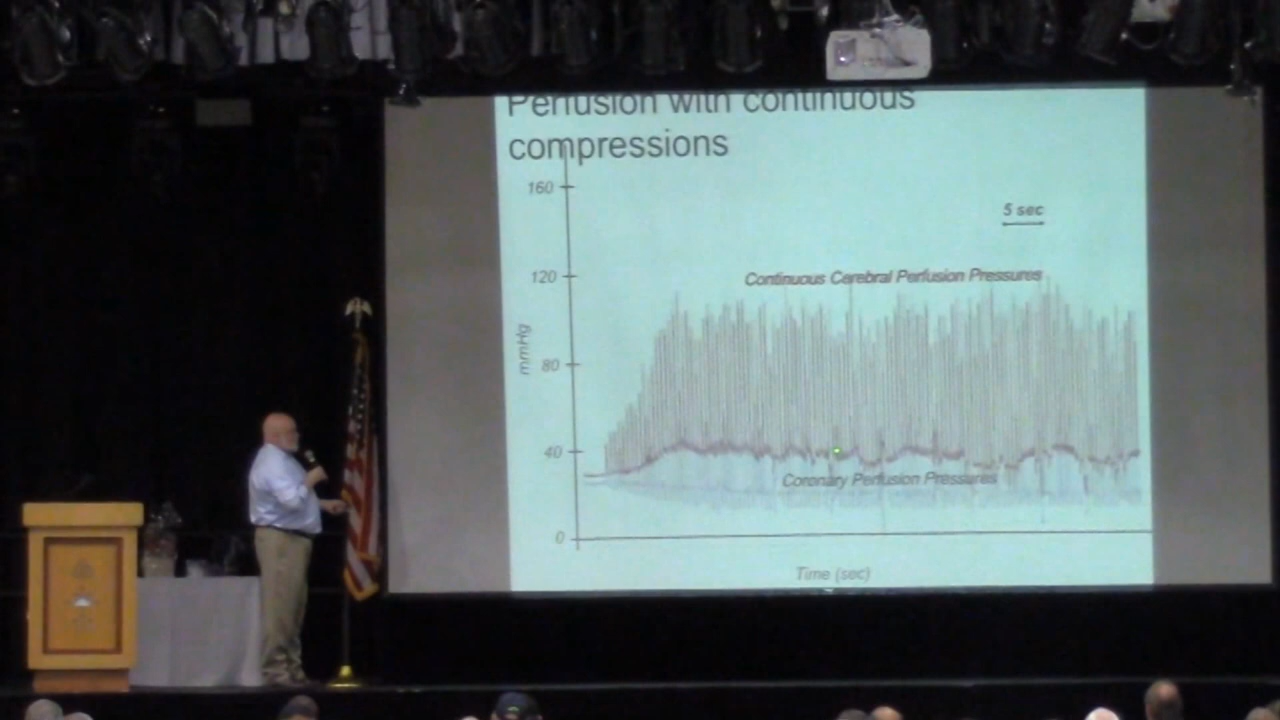 Perfusion with continuous
compressions
160
5 sec
120
Continuous Cerebral Perfusion Pressures
mmHg
80
40
Coronary Perfusion Pressures
0
Time (sec)